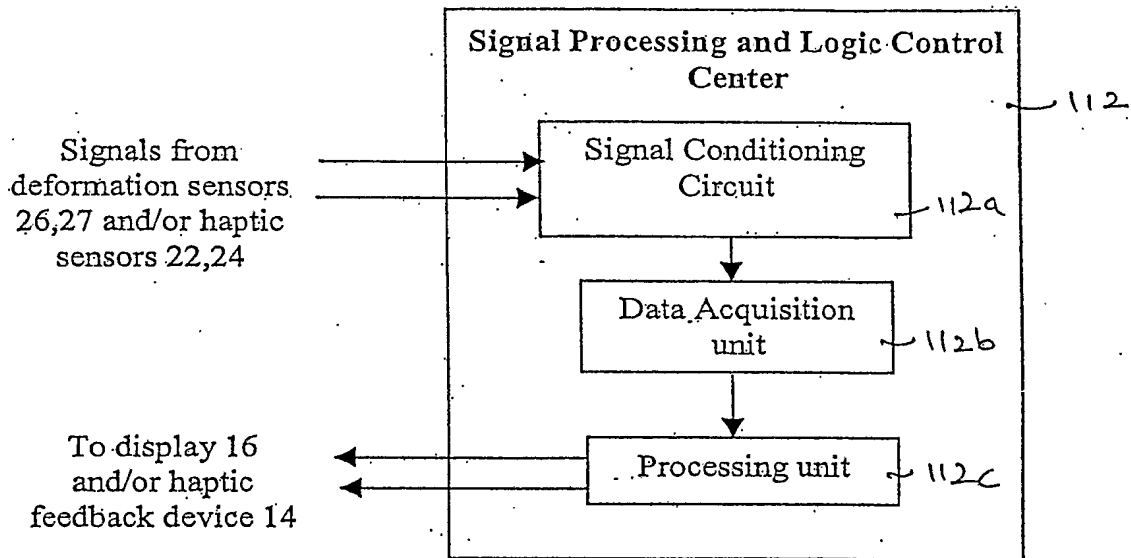 Signal Processing and Logic Control
Center
112
Signals from
deformation sensors
26,27 and/or haptic
sensors 22,24
Signal Conditioning
Circuit
112a
Data Acquisition
unit
112b
To display 16
and/or haptic
feedback device 14
Processing unit
112c